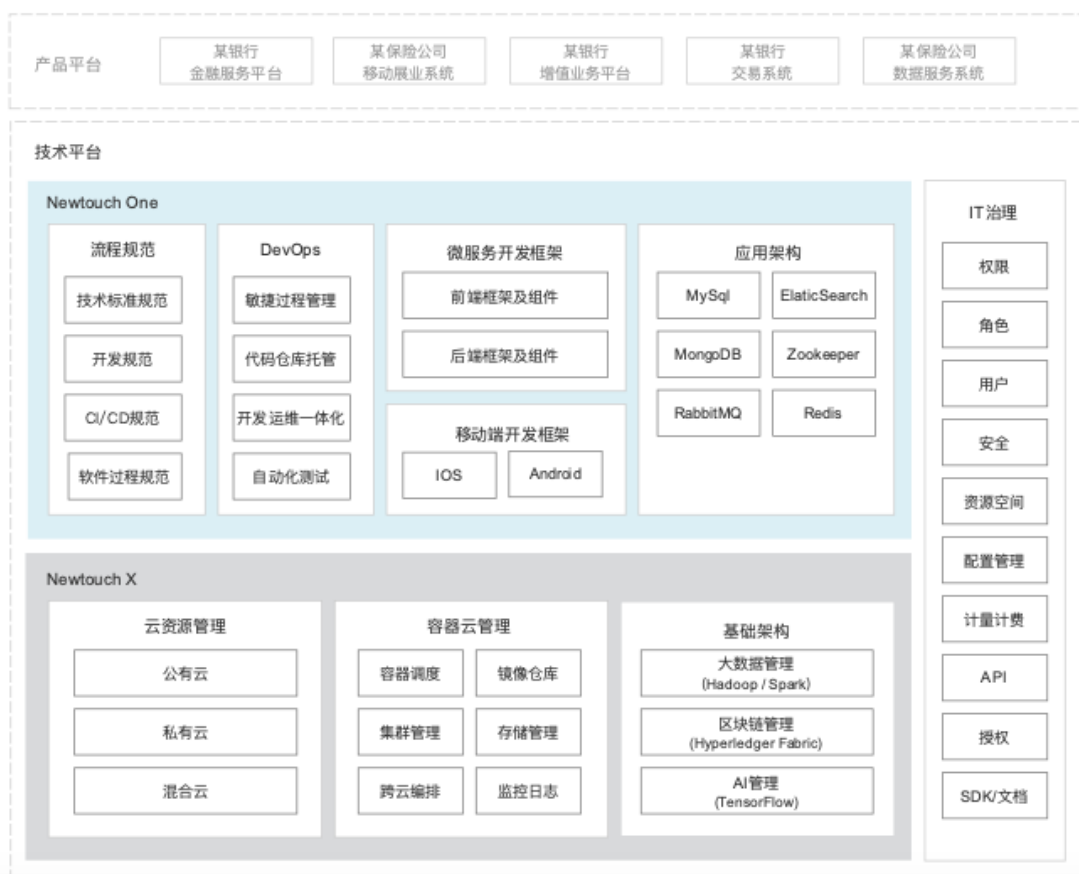 产品平台
某银行
金融服务平台
某保险公司
移动展业系统
某银行
增值业务平台
某银行
交易系统
某保险公司
数据服务系统
技术平台
Newtouch One
流程规范
技术标准规范
开发规范
CI/CD规范
软件过程规范
DevOps
敏捷过程管理
代码仓库托管
开发运维一体化
自动化测试
微服务开发框架
前端框架及组件
后端框架及组件
移动端开发框架
IOS
Android
应用架构
MySql
ElaticSearch
MongoDB
Zookeeper
RabbitMQ
Redis
Newtouch X
云资源管理
公有云
私有云
混合云
容器云管理
容器调度
镜像仓库
集群管理
存储管理
跨云编排
监控日志
基础架构
大数据管理
(Hadoop / Spark)
区块链管理
(Hyperledger Fabric)
AI管理
(TensorFlow)
IT治理
权限
角色
用户
安全
资源空间
配置管理
计量计费
API
授权
SDK/文档